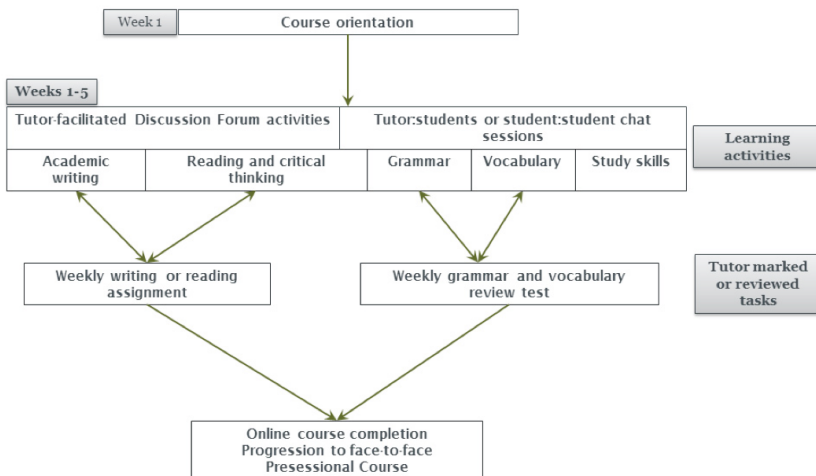 Week 1
Course orientation
Weeks 1-5
Tutor-facilitated Discussion Forum activities
Tutor:students or student:student chat
sessions
Learning
activities
Academic
writing
Reading and critical
thinking
Grammar
Vocabulary
Study skills
Weekly writing or reading
assignment
Weekly grammar and vocabulary
review test
Tutor marked
or reviewed
tasks
Online course completion
Progression to face-to-face
Presessional Course